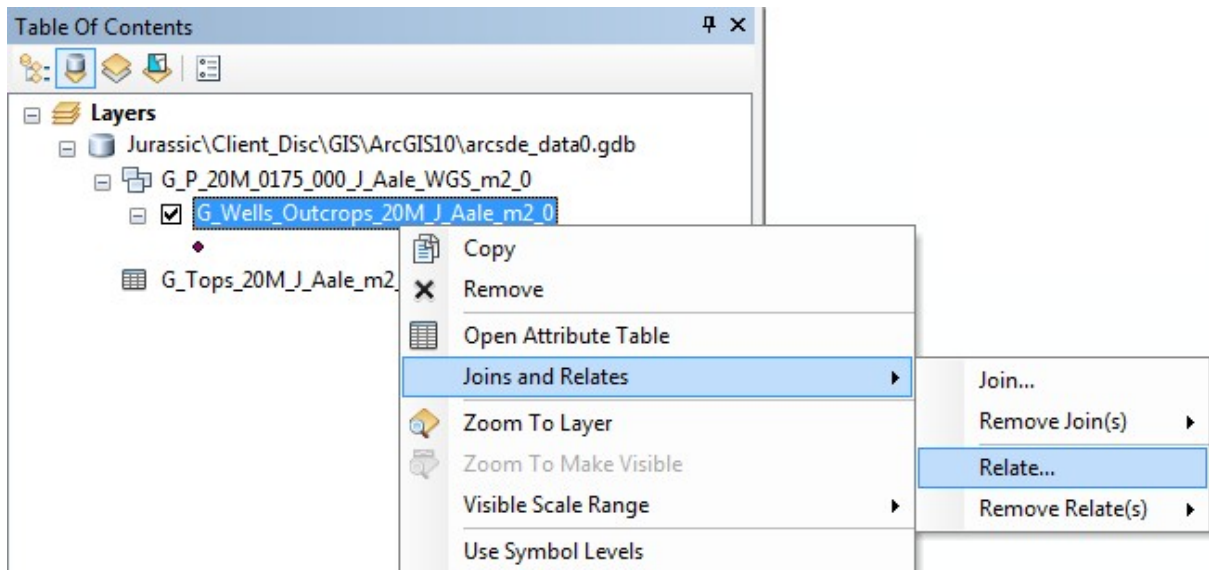 Table Of Contents
Layers
Jurassic\Client_Disc\GIS\ArcGIS10\arcsde_data0.gdb
G_P_20M_0175_000_J_Aale_WGS_m2_0
G_Wells_Outcrops_20M_J_Aale_m2_0
G_Tops_20M_J_Aale_m2_
Copy
Remove
Open Attribute Table
Joins and Relates
Zoom To Layer
Zoom To Make Visible
Visible Scale Range
Use Symbol Levels
Join...
Remove Join(s)
Relate...
Remove Relate(s)